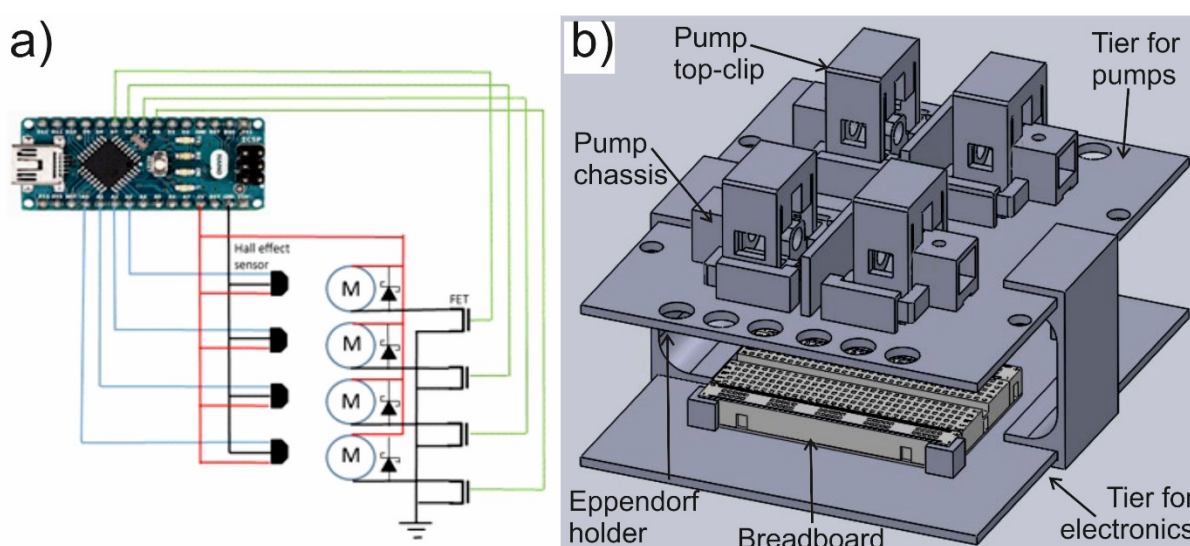 a)
Hall effect
sensor
M
M
M
M
FET
b)
Pump
top-clip
Tier for
pumps
Pump
chassis
Eppendorf
holder
Breadboard
Tier for
electronics